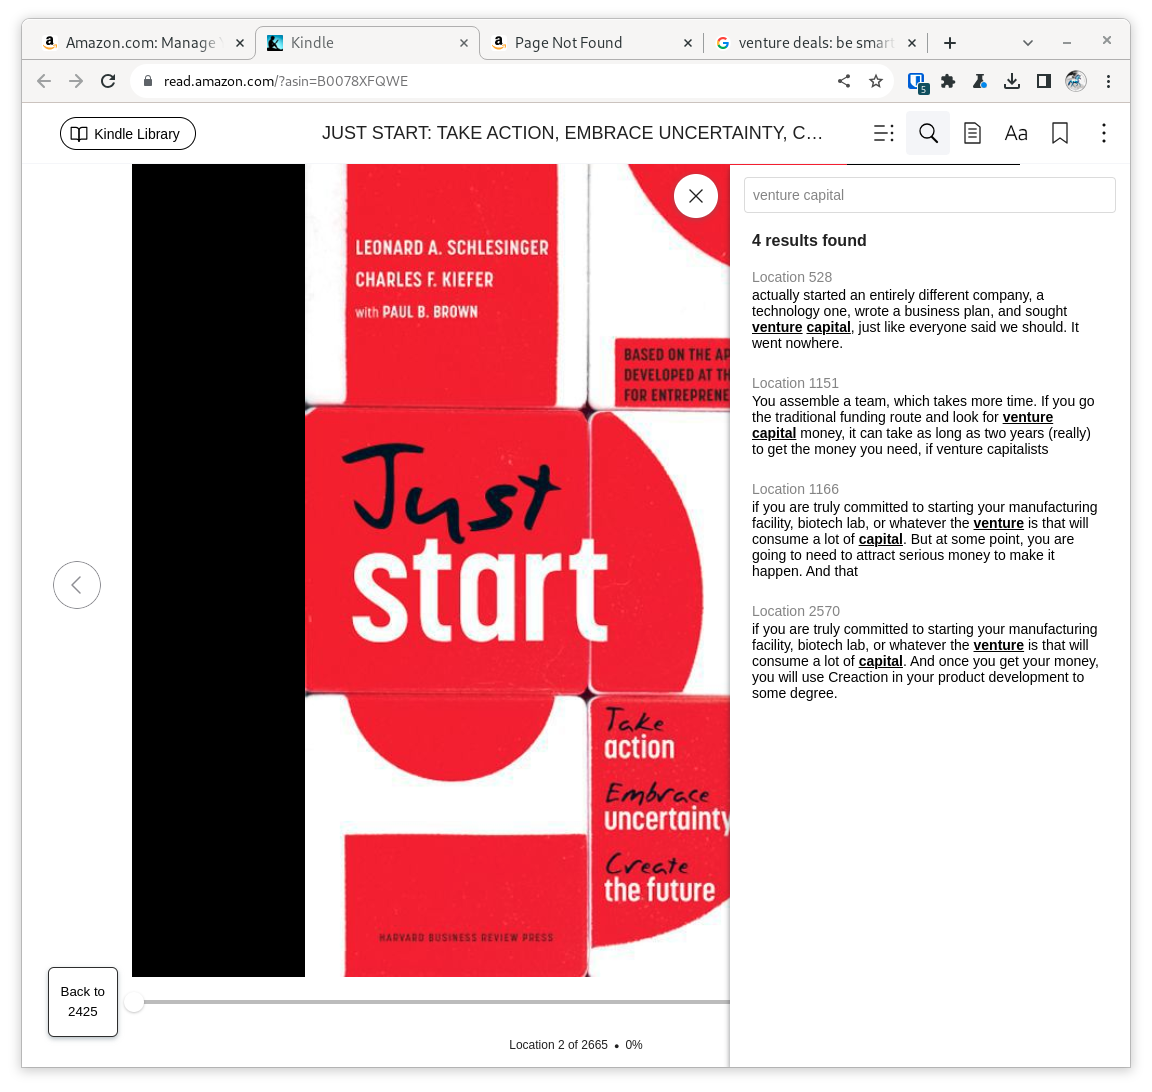 Amazon.com: Manage
Kindle
Page Not Found
venture deals: be smart
read.amazon.com/?asin=B0078XFQWE
5
Kindle Library
JUST START: TAKE ACTION, EMBRACE UNCERTAINTY, C…
Aa
LEONARD A. SCHLESINGER
CHARLES F. KIEFER
with PAUL B. BROWN
BASED ON THE AP
DEVELOPED AT TH
FOR ENTREPRENE
Just
start
Take
action
Embrace
uncertainty
Create
the future
HARVARD BUSINESS REVIEW PRESS
Back to
2425
Location 2 of 2665 • 0%
venture capital
4 results found
Location 528
actually started an entirely different company, a
technology one, wrote a business plan, and sought
venture capital, just like everyone said we should. It
went nowhere.
Location 1151
You assemble a team, which takes more time. If you go
the traditional funding route and look for venture
capital money, it can take as long as two years (really)
to get the money you need, if venture capitalists
Location 1166
if you are truly committed to starting your manufacturing
facility, biotech lab, or whatever the venture is that will
consume a lot of capital. But at some point, you are
going to need to attract serious money to make it
happen. And that
Location 2570
if you are truly committed to starting your manufacturing
facility, biotech lab, or whatever the venture is that will
consume a lot of capital. And once you get your money,
you will use Creaction in your product development to
some degree.